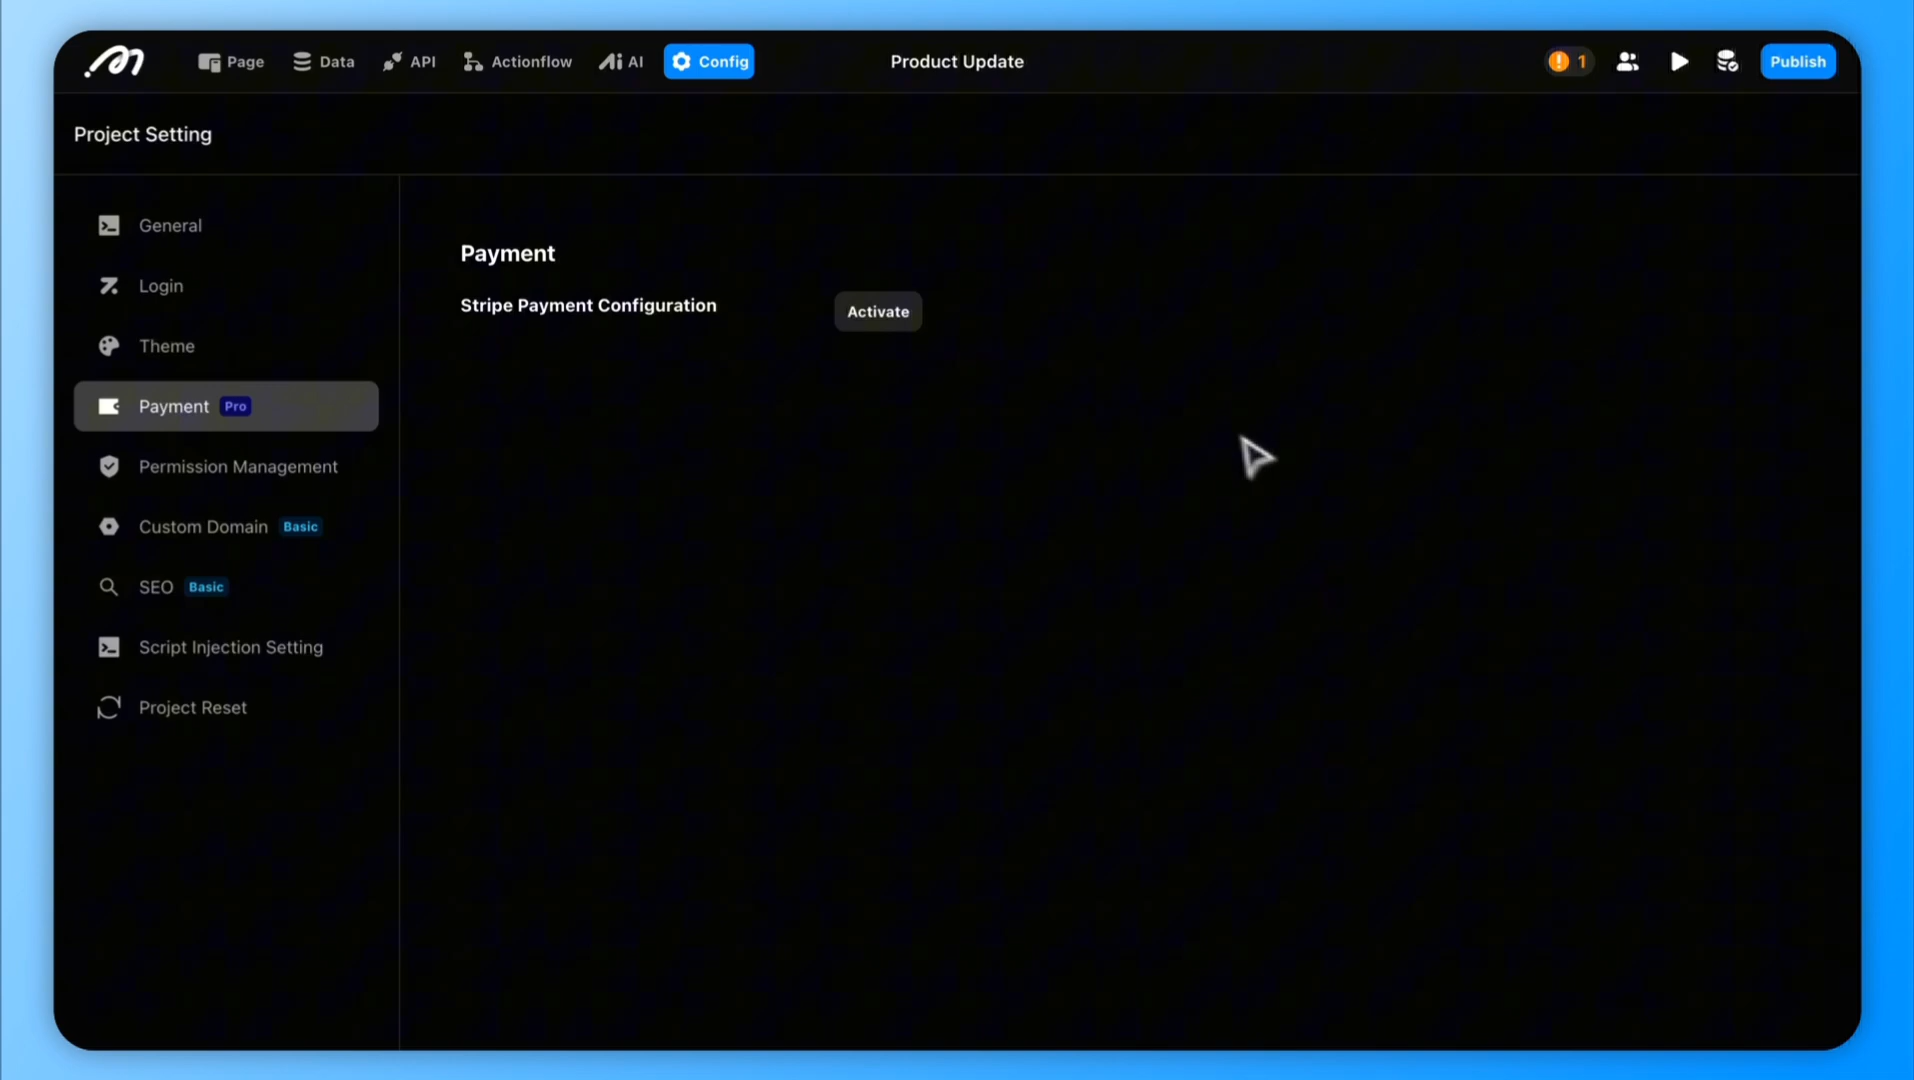 Page
Data
API
Actionflow
AI
Config
Product Update
1
Publish
Project Setting
General
Login
Theme
Payment Pro
Permission Management
Custom Domain Basic
SEO Basic
Script Injection Setting
Project Reset
Payment
Stripe Payment Configuration
Activate